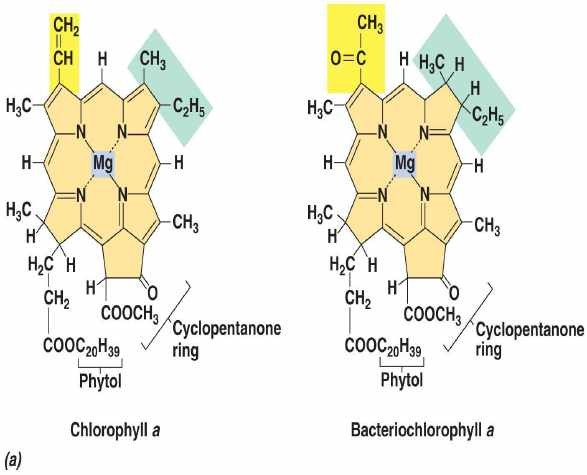 CH₂
CH
H
CH₃
H₃C
C₂H₅
N
N
H
Mg
H
N
N
H₃C
CH₃
H
H₂C
H
H
O
CH₂
COOCH₃
Cyclopentanone
ring
COOC₂₀H₃₉
Phytol
Chlorophyll a
CH₃
O=C
H
H₃C
H
H
H₃C
C₂H₅
N
N
H
Mg
H
N
N
H₃C
CH₃
H
H₂C
H
H
O
CH₂
COOCH₃
Cyclopentanone
ring
COOC₂₀H₃₉
Phytol
Bacteriochlorophyll a
(a)